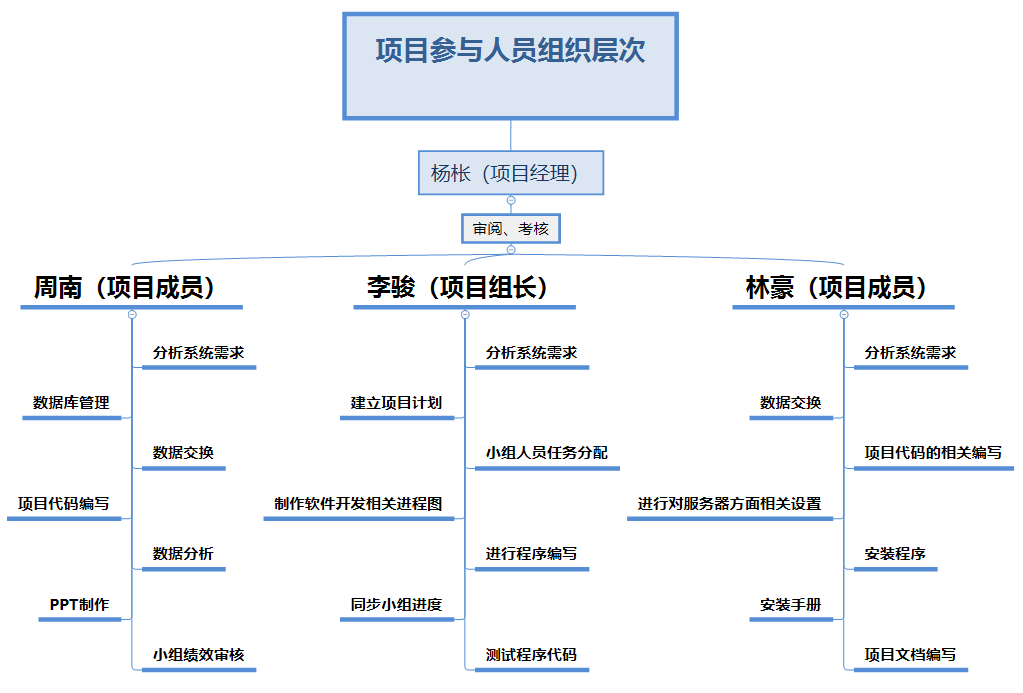 项目参与人员组织层次
杨枨（项目经理）
审阅、考核
周南（项目成员）
李骏（项目组长）
林豪（项目成员）
分析系统需求
数据库管理
数据交换
项目代码编写
数据分析
PPT制作
小组绩效审核
分析系统需求
建立项目计划
小组人员任务分配
制作软件开发相关进程图
进行程序编写
同步小组进度
测试程序代码
分析系统需求
数据交换
项目代码的相关编写
进行对服务器方面相关设置
安装程序
安装手册
项目文档编写